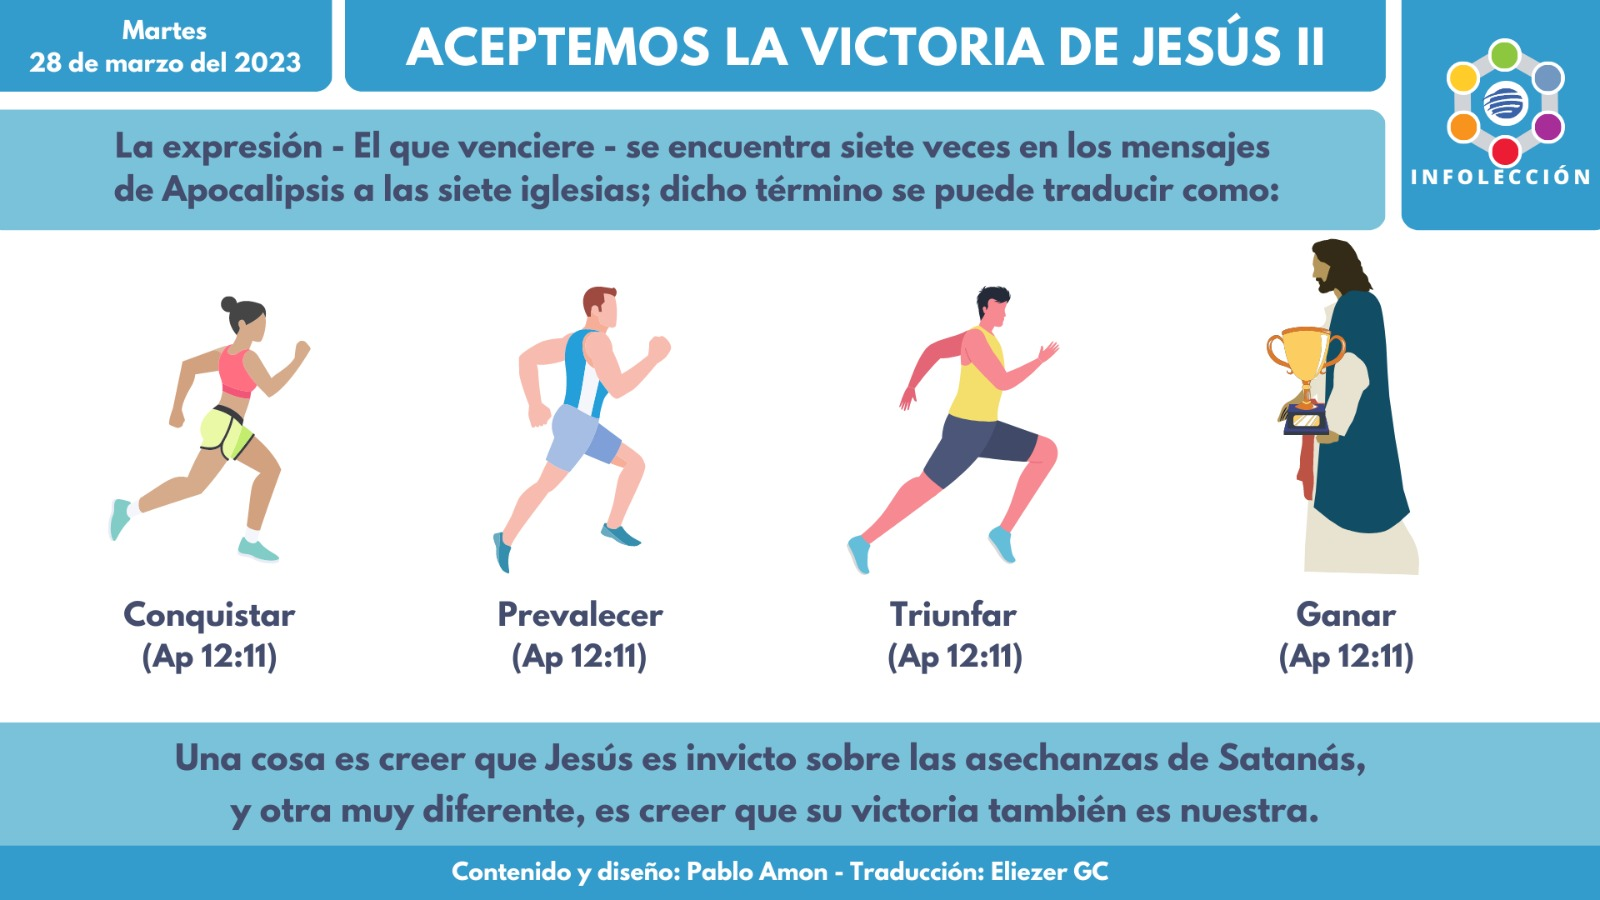 Martes
28 de marzo del 2023
ACEPTEMOS LA VICTORIA DE JESÚS II
INFOLECCIÓN
La expresión - El que venciere - se encuentra siete veces en los mensajes
de Apocalipsis a las siete iglesias; dicho término se puede traducir como:
Conquistar
(Ap 12:11)
Prevalecer
(Ap 12:11)
Triunfar
(Ap 12:11)
Ganar
(Ap 12:11)
Una cosa es creer que Jesús es invicto sobre las asechanzas de Satanás,
y otra muy diferente, es creer que su victoria también es nuestra.
Contenido y diseño: Pablo Amon - Traducción: Eliezer GC